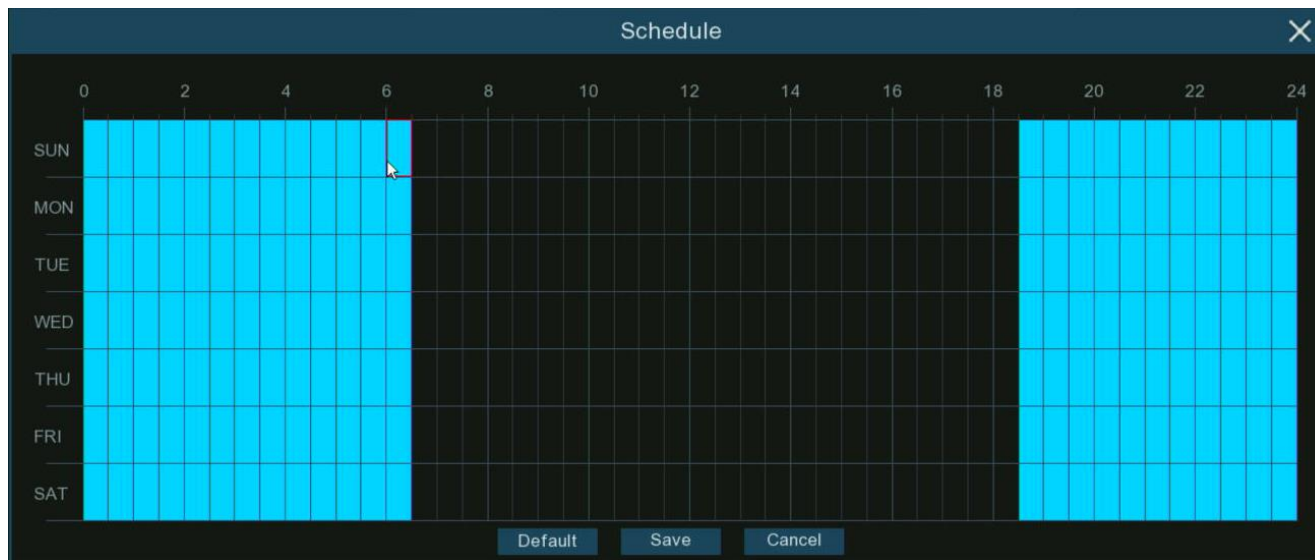 Schedule
0 2 4 6 8 10 12 14 16 18 20 22 24
SUN
MON
TUE
WED
THU
FRI
SAT
Default Save Cancel